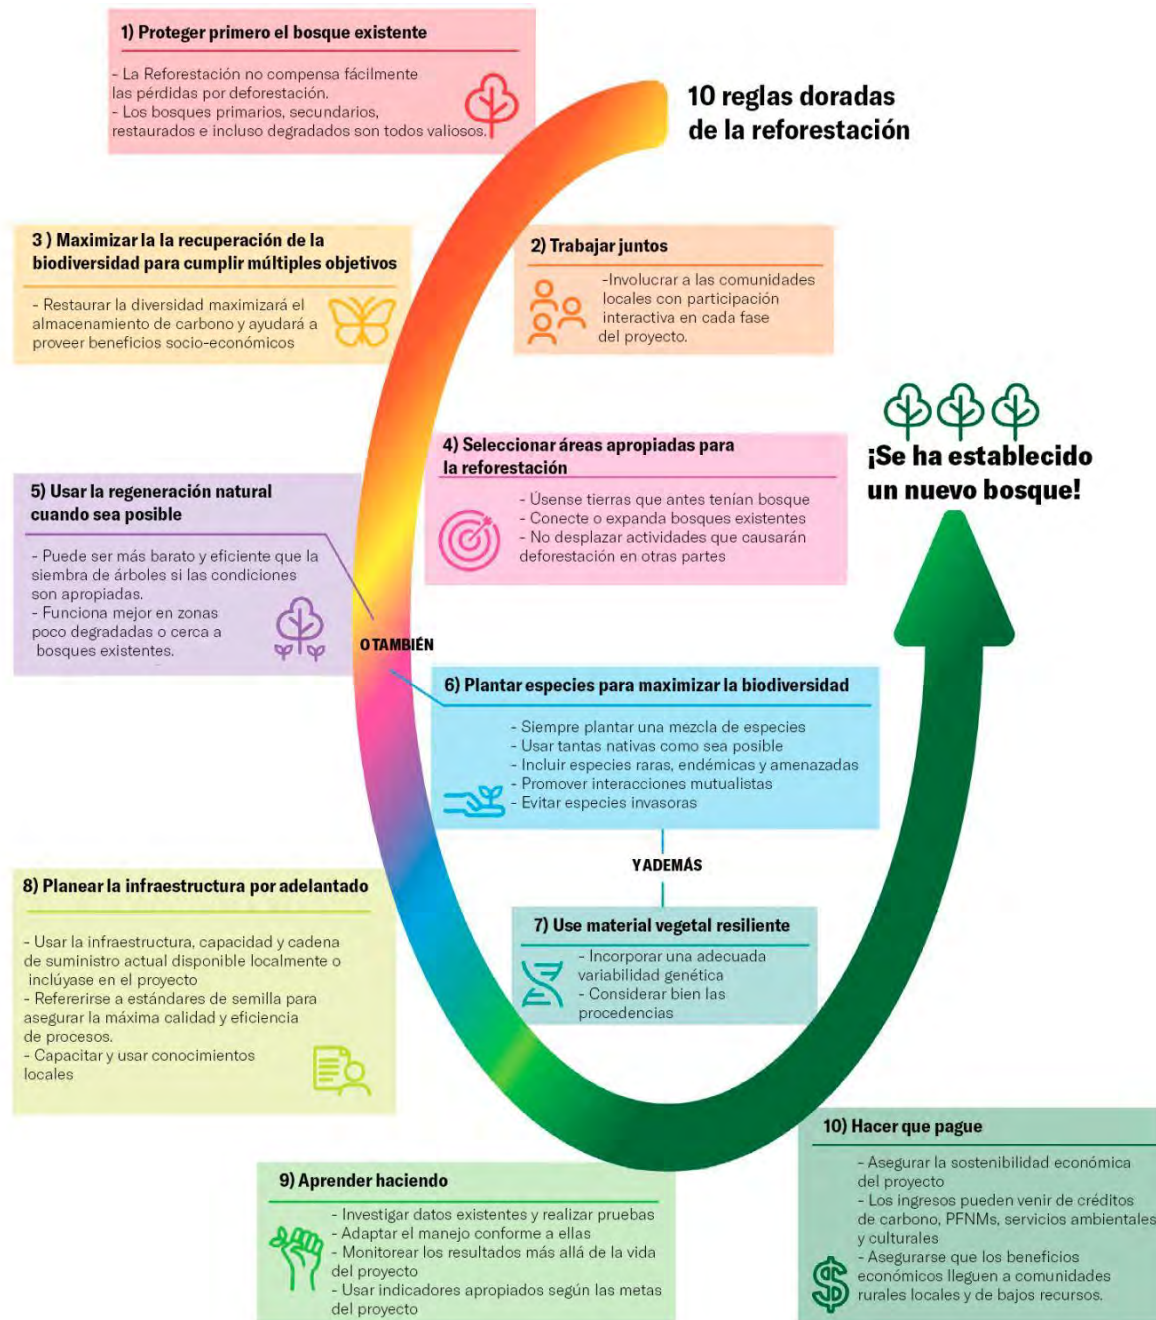 10 reglas doradas
de la reforestación
1) Proteger primero el bosque existente
- La Reforestación no compensa fácilmente
las pérdidas por deforestación.
- Los bosques primarios, secundarios,
restaurados e incluso degradados son todos valiosos.
2) Trabajar juntos
-Involucrar a las comunidades
locales con participación
interactiva en cada fase
del proyecto.
3 ) Maximizar la la recuperación de la
biodiversidad para cumplir múltiples objetivos
- Restaurar la diversidad maximizará el
almacenamiento de carbono y ayudará a
proveer beneficios socio-económicos
4) Seleccionar áreas apropiadas para
la reforestación
- Úsense tierras que antes tenían bosque
- Conecte o expanda bosques existentes
- No desplazar actividades que causarán
deforestación en otras partes
5) Usar la regeneración natural
cuando sea posible
- Puede ser más barato y eficiente que la
siembra de árboles si las condiciones
son apropiadas.
- Funciona mejor en zonas
poco degradadas o cerca a
bosques existentes.
O TAMBIÉN
6) Plantar especies para maximizar la biodiversidad
- Siempre plantar una mezcla de especies
- Usar tantas nativas como sea posible
- Incluir especies raras, endémicas y amenazadas
- Promover interacciones mutualistas
- Evitar especies invasoras
Y ADEMÁS
7) Use material vegetal resiliente
- Incorporar una adecuada
variabilidad genética
- Considerar bien las
procedencias
8) Planear la infraestructura por adelantado
- Usar la infraestructura, capacidad y cadena
de suministro actual disponible localmente o
inclúyase en el proyecto
- Refererirse a estándares de semilla para
asegurar la máxima calidad y eficiencia
de procesos.
- Capacitar y usar conocimientos
locales
9) Aprender haciendo
- Investigar datos existentes y realizar pruebas
- Adaptar el manejo conforme a ellas
- Monitorear los resultados más allá de la vida
del proyecto
- Usar indicadores apropiados según las metas
del proyecto
10) Hacer que pague
- Asegurar la sostenibilidad económica
del proyecto
- Los ingresos pueden venir de créditos
de carbono, PFNMs, servicios ambientales
y culturales
- Asegurarse que los beneficios
económicos lleguen a comunidades
rurales locales y de bajos recursos.
¡Se ha establecido
un nuevo bosque!